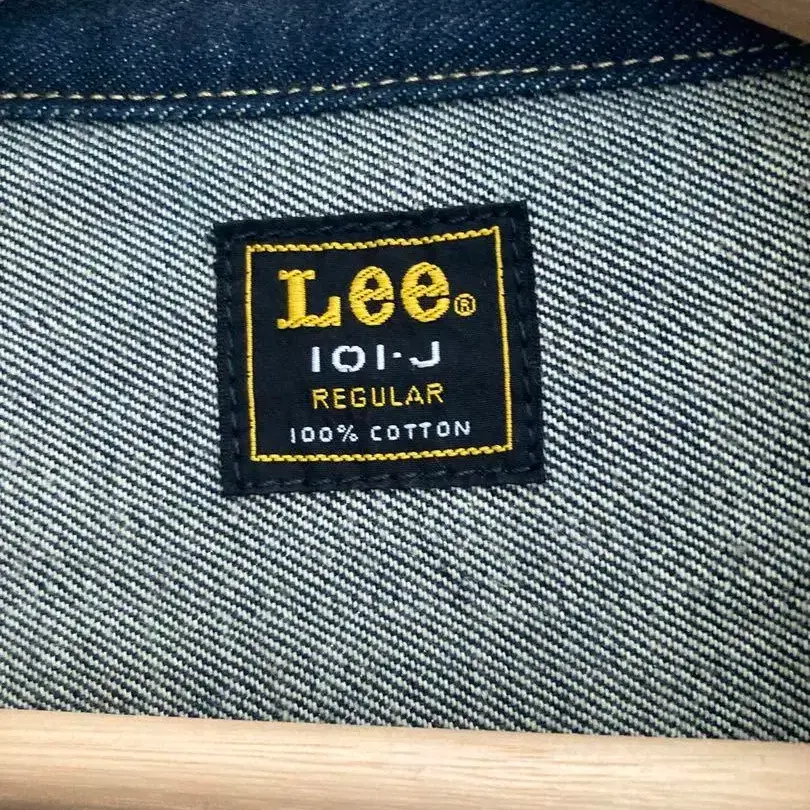 Lee®
101-J
REGULAR
100% COTTON